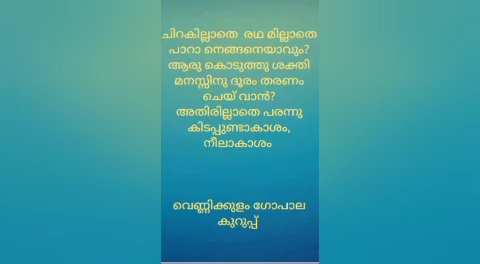 ചിറകില്ലാതെ രഥ മില്ലാതെ
പാറാ നെങ്ങനെയാവും?
ആരു കൊടുത്തു ശക്തി
മനസ്സിനു ദൂരം തരണം
ചെയ് വാൻ?
അതിരില്ലാതെ പരന്നു
കിടപ്പുണ്ടാകാശം,
നീലാകാശം
വെണ്ണിക്കുളം ഗോപാല
കുറുപ്പ്